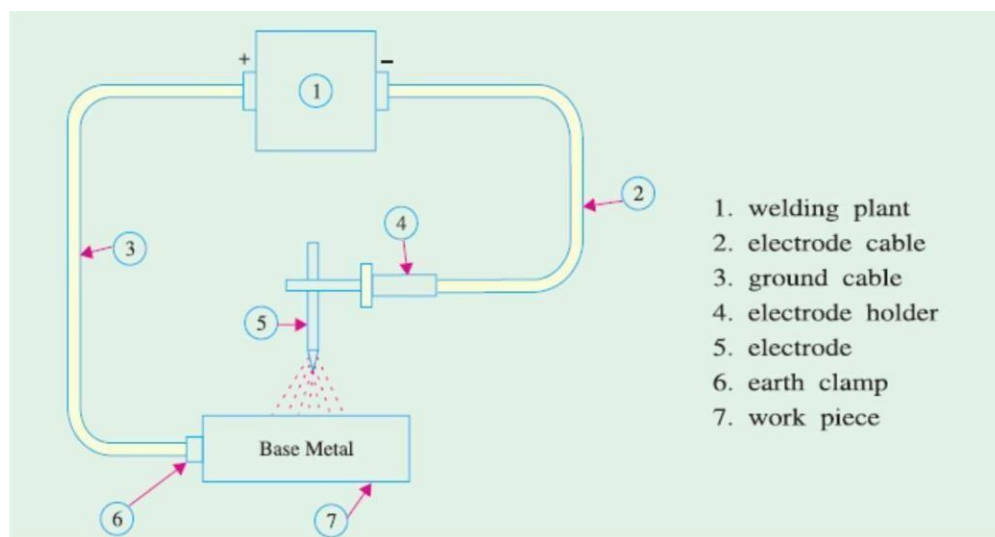 +
−
1
2
3
4
5
6
7
Base Metal
1. welding plant
2. electrode cable
3. ground cable
4. electrode holder
5. electrode
6. earth clamp
7. work piece